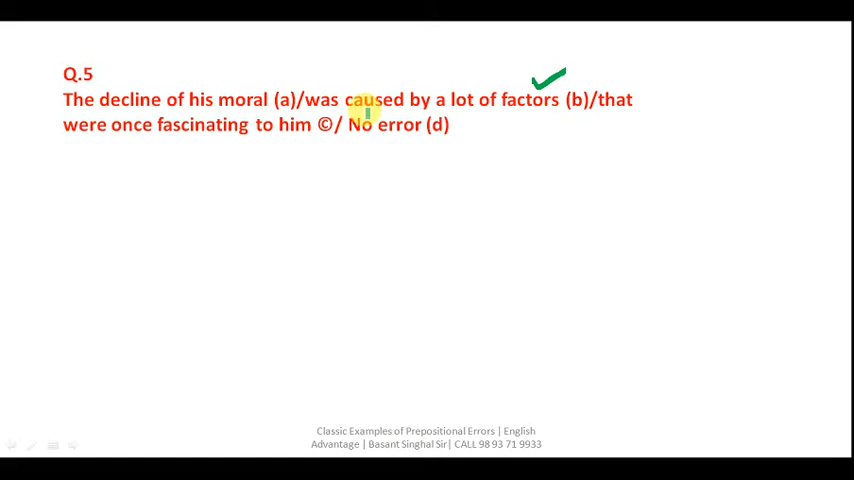 Q.5
The decline of his moral (a)/was caused by a lot of factors (b)/that
were once fascinating to him ©/ No error (d)
Classic Examples of Prepositional Errors | English
Advantage | Basant Singhal Sir| CALL 98 93 71 9933